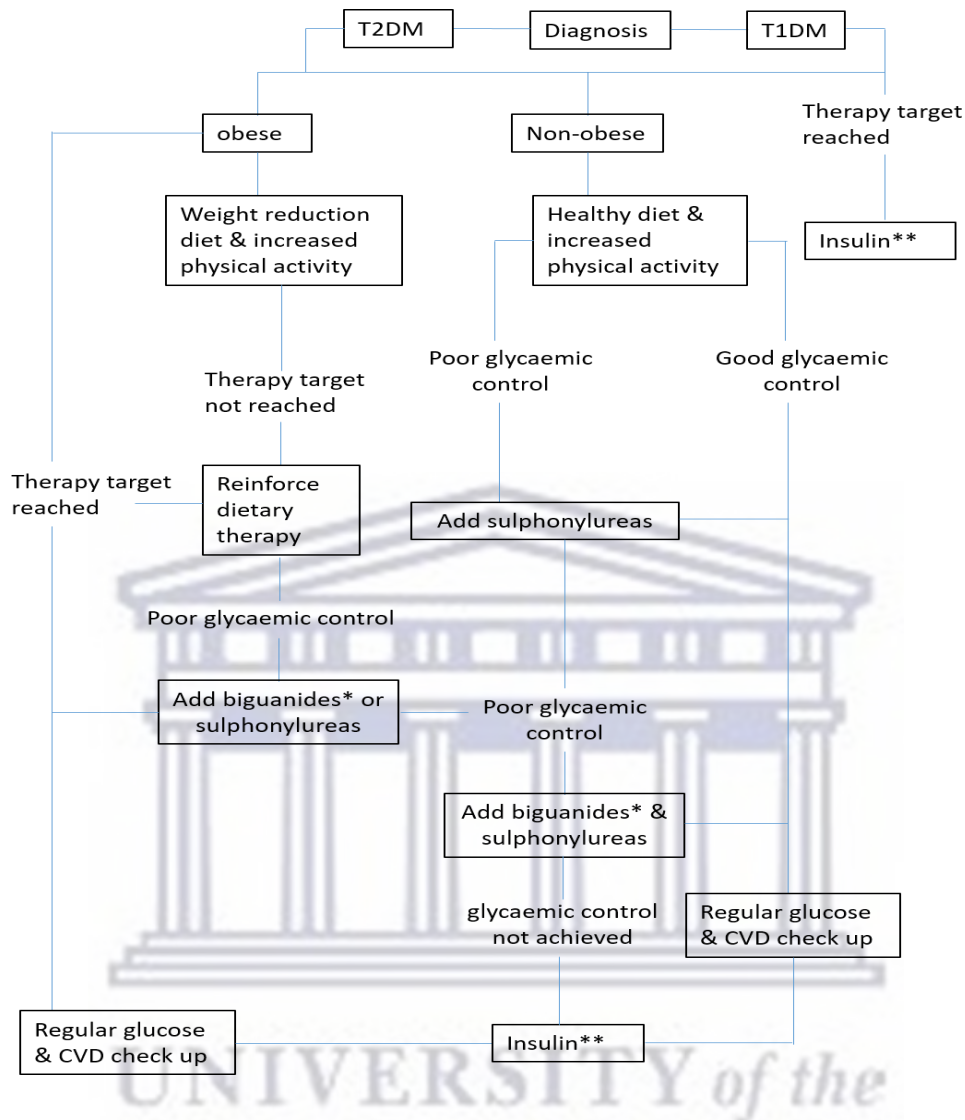 T2DM
Diagnosis
T1DM
Therapy target
reached
obese
Non-obese
Weight reduction
diet & increased
physical activity
Healthy diet &
increased
physical activity
Insulin**
Poor glycaemic
control
Good glycaemic
control
Therapy target
not reached
Therapy target
reached
Reinforce
dietary
therapy
Add sulphonylureas
Poor glycaemic control
Add biguanides* or
sulphonylureas
Poor glycaemic
control
Add biguanides* &
sulphonylureas
glycaemic control
not achieved
Regular glucose
& CVD check up
Regular glucose
& CVD check up
Insulin**
UNIVERSITY of the